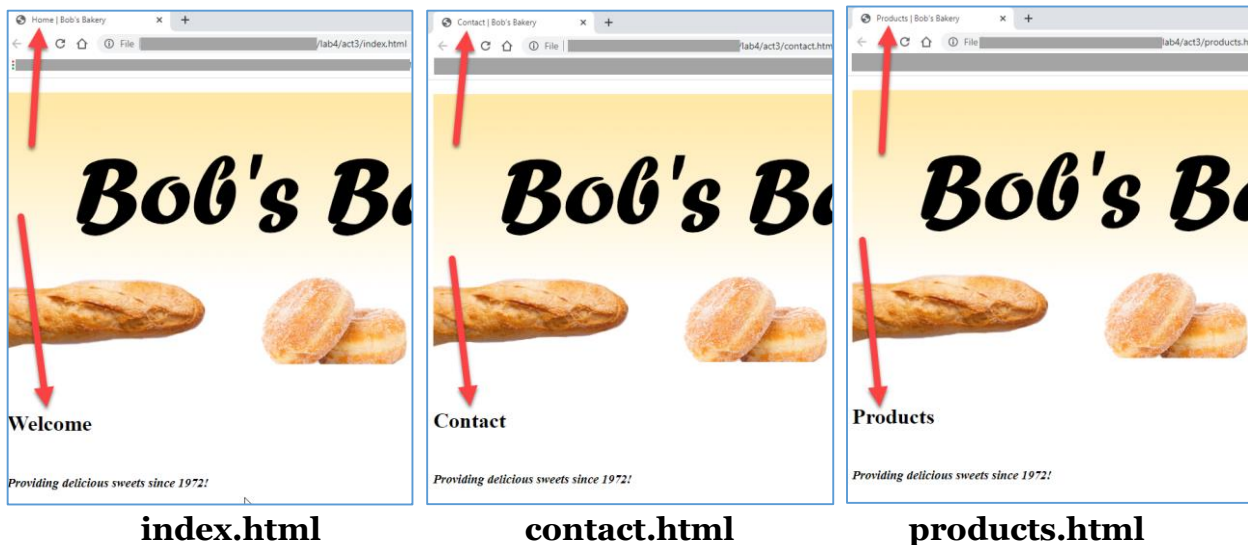 Home | Bob's Bakery
File
/lab4/act3/index.html
Bob's Ba
Welcome
Providing delicious sweets since 1972!
index.html
Contact | Bob's Bakery
File
/lab4/act3/contact.htm
Bob's Ba
Contact
Providing delicious sweets since 1972!
contact.html
Products | Bob's Bakery
File
lab4/act3/products.h
Bob's Ba
Products
Providing delicious sweets since 1972!
products.html